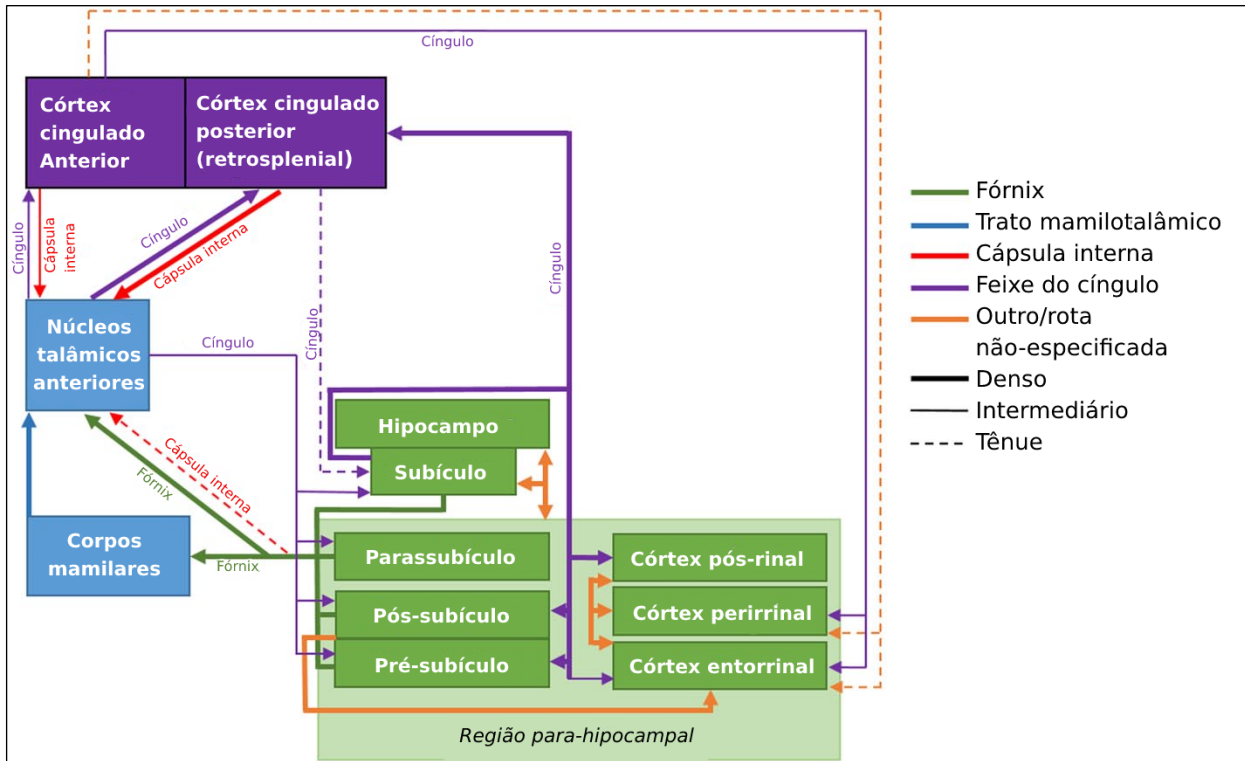 Cíngulo
Córtex
cingulado
Anterior
Córtex cingulado
posterior
(retrosplenial)
Cíngulo
Cápsula
interna
Cíngulo
Cápsula interna
Cíngulo
Cíngulo
Núcleos
talâmicos
anteriores
Cíngulo
Hipocampo
Subículo
Cápsula interna
Fórnix
Corpos
mamilares
Fórnix
Parassubículo
Pós-subículo
Pré-subículo
Córtex pós-rinal
Córtex perirrinal
Córtex entorrinal
Região para-hipocampal
Fórnix
Trato mamilotalâmico
Cápsula interna
Feixe do cíngulo
Outro/rota
não-especificada
Denso
Intermediário
Tênue